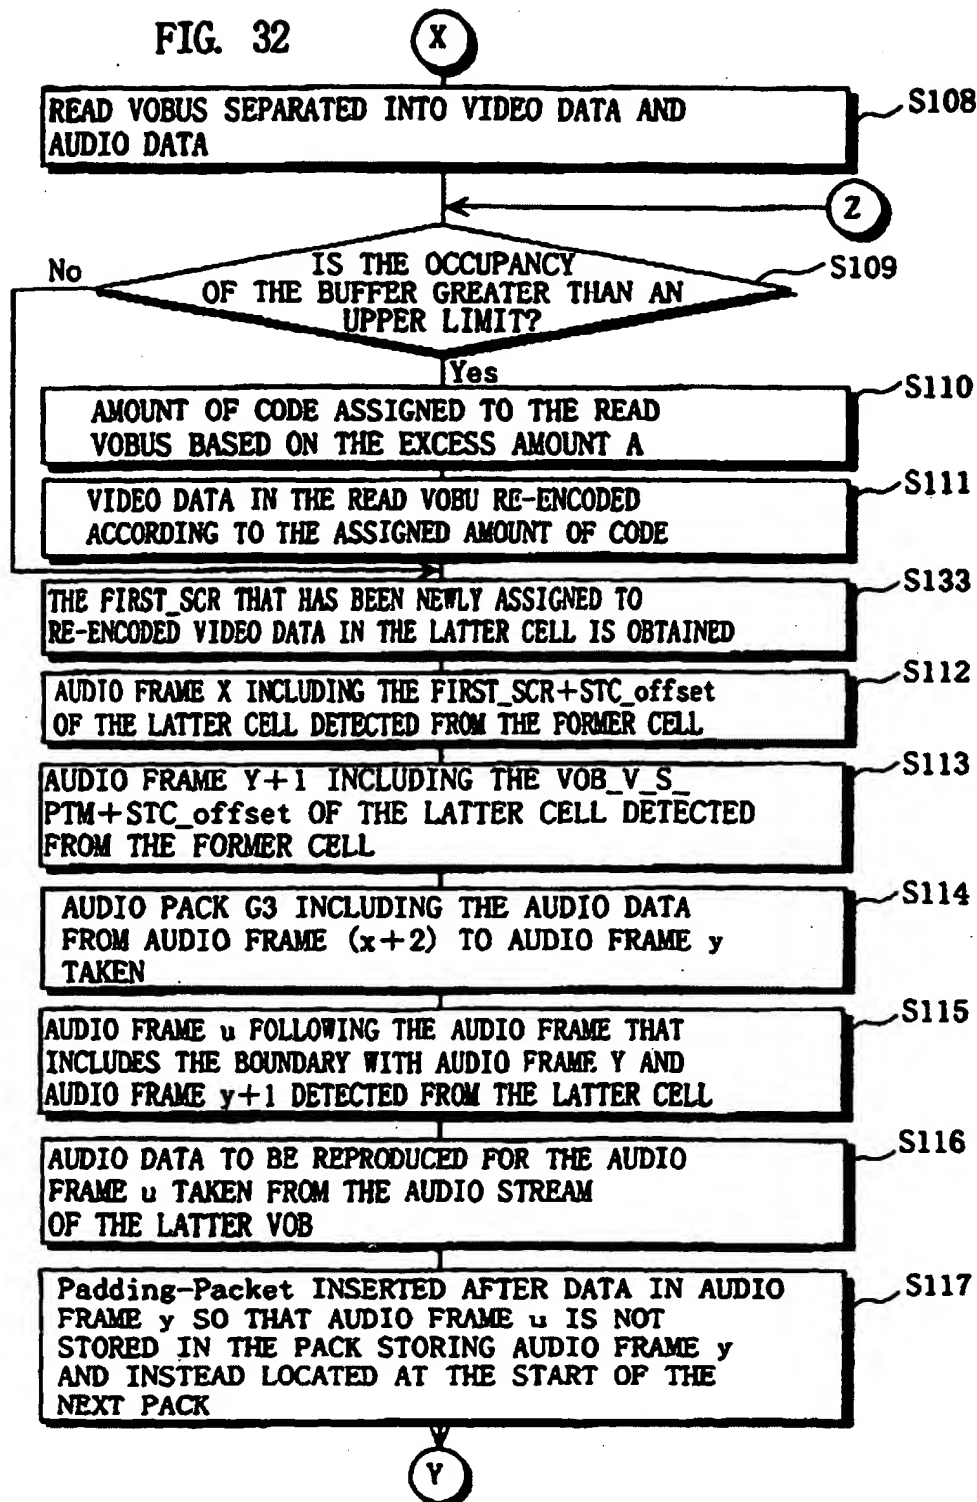 FIG. 32
X
READ VOBUS SEPARATED INTO VIDEO DATA AND
AUDIO DATA
S108
Z
No
IS THE OCCUPANCY
OF THE BUFFER GREATER THAN AN
UPPER LIMIT?
S109
Yes
AMOUNT OF CODE ASSIGNED TO THE READ
VOBUS BASED ON THE EXCESS AMOUNT A
S110
VIDEO DATA IN THE READ VOBU RE-ENCODED
ACCORDING TO THE ASSIGNED AMOUNT OF CODE
S111
THE FIRST_SCR THAT HAS BEEN NEWLY ASSIGNED TO
RE-ENCODED VIDEO DATA IN THE LATTER CELL IS OBTAINED
S133
AUDIO FRAME X INCLUDING THE FIRST_SCR+STC_offset
OF THE LATTER CELL DETECTED FROM THE FORMER CELL
S112
AUDIO FRAME Y+1 INCLUDING THE VOB_V_S_
PTM+STC_offset OF THE LATTER CELL DETECTED
FROM THE FORMER CELL
S113
AUDIO PACK G3 INCLUDING THE AUDIO DATA
FROM AUDIO FRAME (x+2) TO AUDIO FRAME y
TAKEN
S114
AUDIO FRAME u FOLLOWING THE AUDIO FRAME THAT
INCLUDES THE BOUNDARY WITH AUDIO FRAME Y AND
AUDIO FRAME y+1 DETECTED FROM THE LATTER CELL
S115
AUDIO DATA TO BE REPRODUCED FOR THE AUDIO
FRAME u TAKEN FROM THE AUDIO STREAM
OF THE LATTER VOB
S116
Padding-Packet INSERTED AFTER DATA IN AUDIO
FRAME y SO THAT AUDIO FRAME u IS NOT
STORED IN THE PACK STORING AUDIO FRAME y
AND INSTEAD LOCATED AT THE START OF THE
NEXT PACK
S117
Y